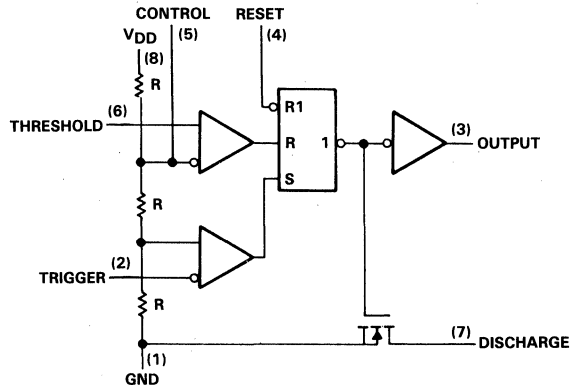 CONTROL
RESET
VDD
(5)
(4)
(8)
R
(6)
THRESHOLD
R1
R
1
(3)
OUTPUT
S
R
(2)
TRIGGER
R
(7)
DISCHARGE
(1)
GND